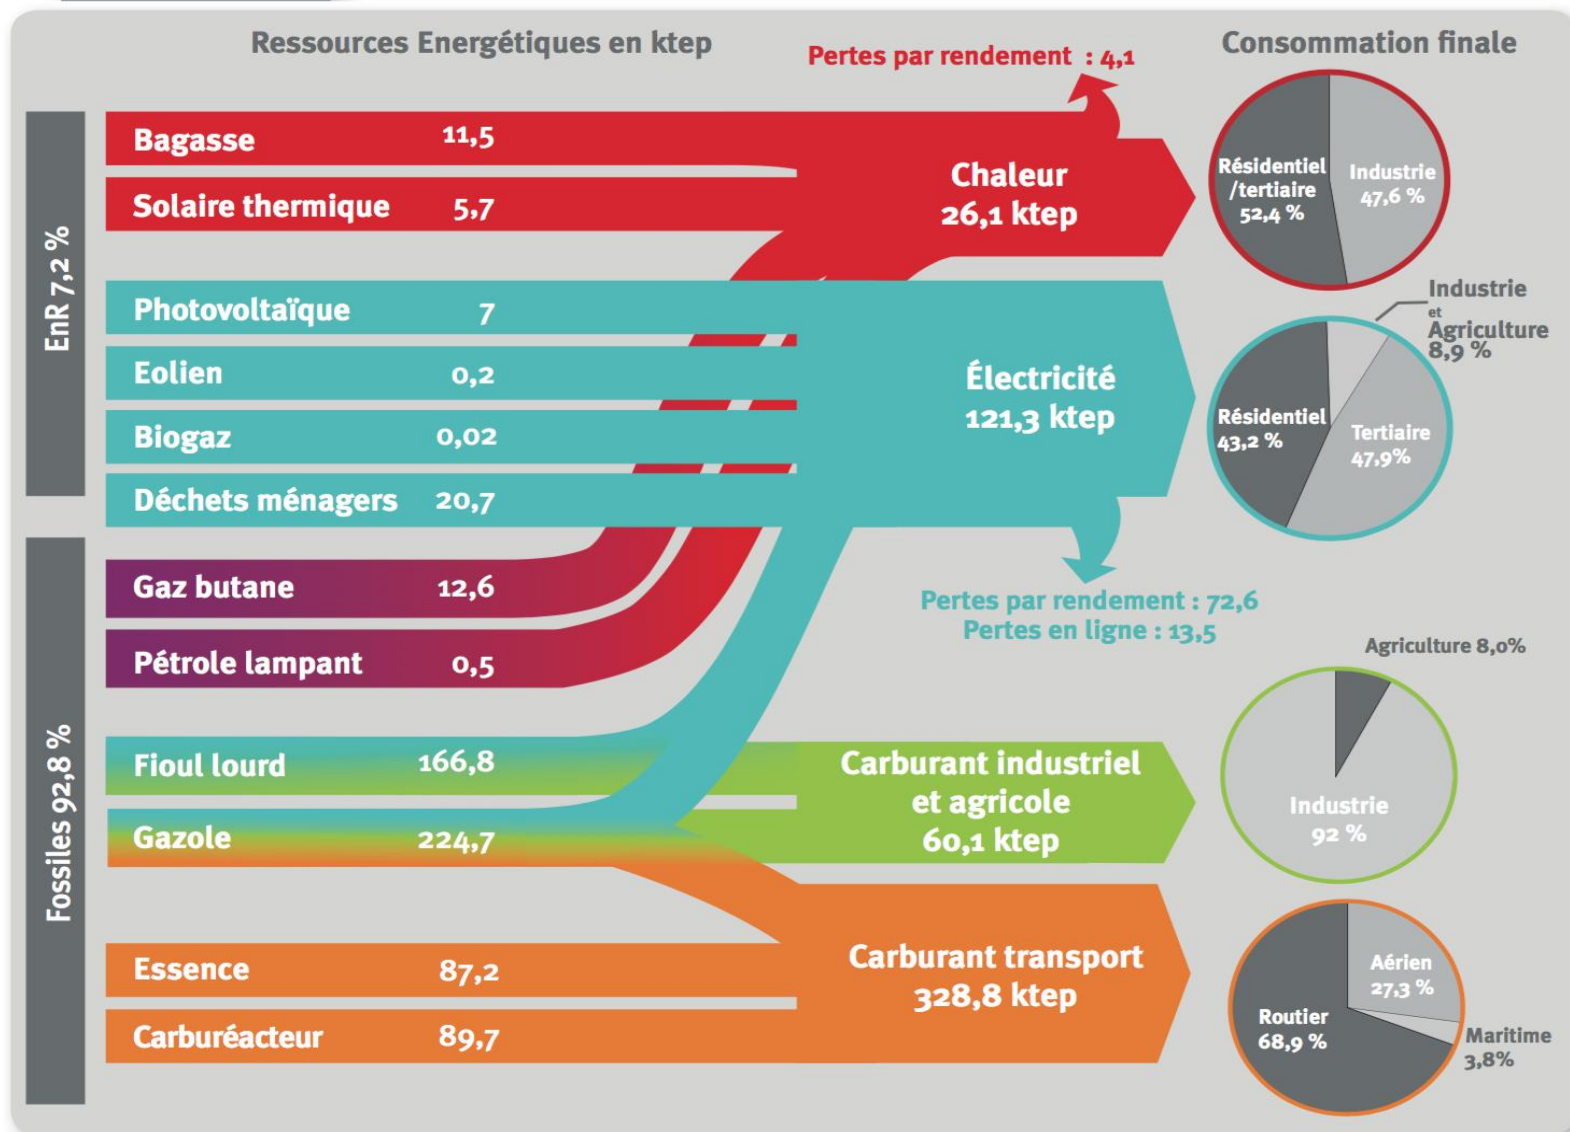 Ressources Energétiques en ktep
Consommation finale
Pertes par rendement : 4,1
EnR 7,2 %
Bagasse 11,5
Solaire thermique 5,7
Photovoltaïque 7
Eolien 0,2
Biogaz 0,02
Déchets ménagers 20,7
Fossiles 92,8 %
Gaz butane 12,6
Pétrole lampant 0,5
Fioul lourd 166,8
Gazole 224,7
Essence 87,2
Carburéacteur 89,7
Chaleur
26,1 ktep
Résidentiel
/tertiaire
52,4 %
Industrie
47,6 %
Électricité
121,3 ktep
Industrie
et
Agriculture
8,9 %
Résidentiel
43,2 %
Tertiaire
47,9%
Pertes par rendement : 72,6
Pertes en ligne : 13,5
Carburant industriel
et agricole
60,1 ktep
Agriculture 8,0%
Industrie
92 %
Carburant transport
328,8 ktep
Aérien
27,3 %
Routier
68,9 %
Maritime
3,8%